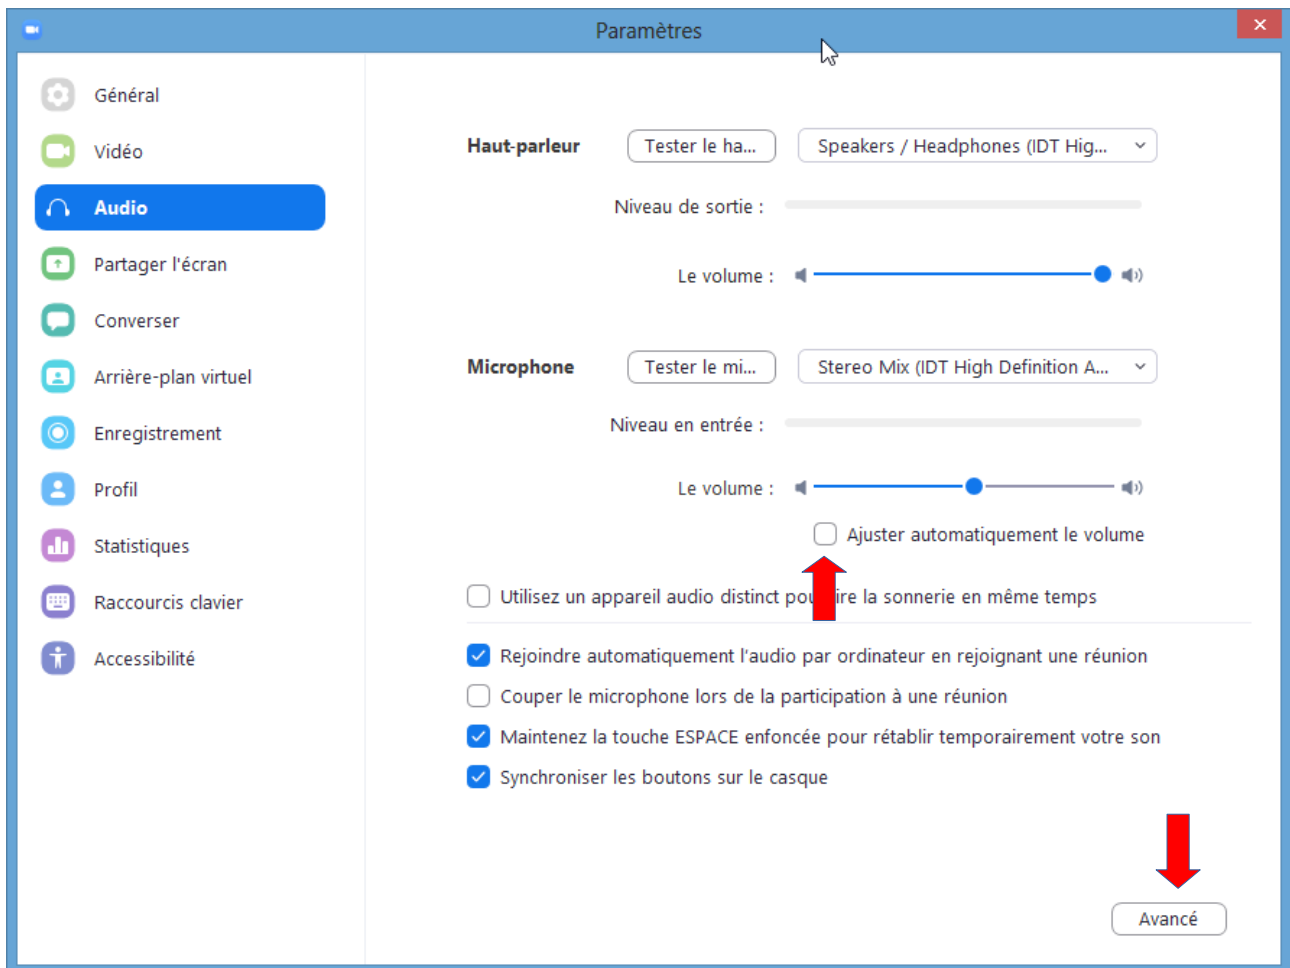 Paramètres
Général
Vidéo
Audio
Partager l'écran
Converser
Arrière-plan virtuel
Enregistrement
Profil
Statistiques
Raccourcis clavier
Accessibilité
Haut-parleur Tester le ha... Speakers / Headphones (IDT Hig...
Niveau de sortie :
Le volume :
Microphone Tester le mi... Stereo Mix (IDT High Definition A...
Niveau en entrée :
Le volume :
Ajuster automatiquement le volume
Utilisez un appareil audio distinct la sonnerie en même temps
Rejoindre automatiquement l'audio par ordinateur en rejoignant une réunion
Couper le microphone lors de la participation à une réunion
Maintenez la touche ESPACE enfoncée pour rétablir temporairement votre son
Synchroniser les boutons sur le casque
Avancé